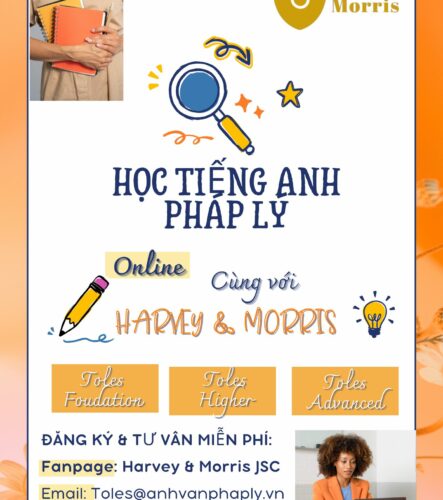 Morris
HỌC TIẾNG ANH
PHÁP LÝ
Online
Cùng với
HARVEY & MORRIS
Toles
Foudation
Toles
Higher
Toles
Advanced
ĐĂNG KÝ & TƯ VẤN MIỄN PHÍ:
Fanpage: Harvey & Morris JSC
Email: Toles@anhvanphaply.vn